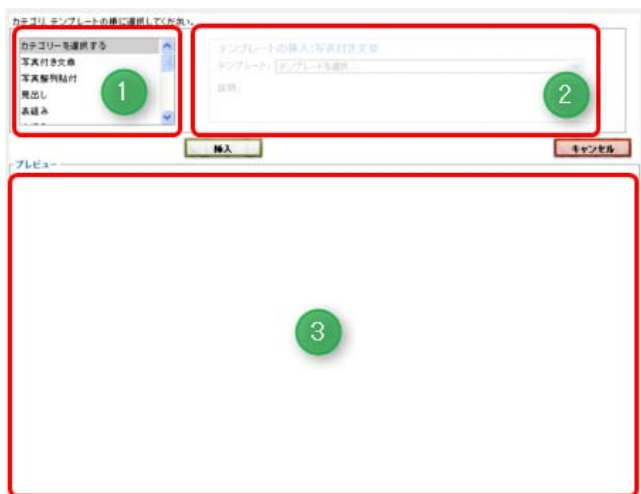 カテゴリ, テンプレートの順に選択してください。
カテゴリーを選択する
写真付き文章
写真整列貼付
見出し
表組み
1
テンプレートの挿入:写真付き文章
テンプレート: テンプレートを選択...
説明:
2
挿入
キャンセル
プレビュー
3